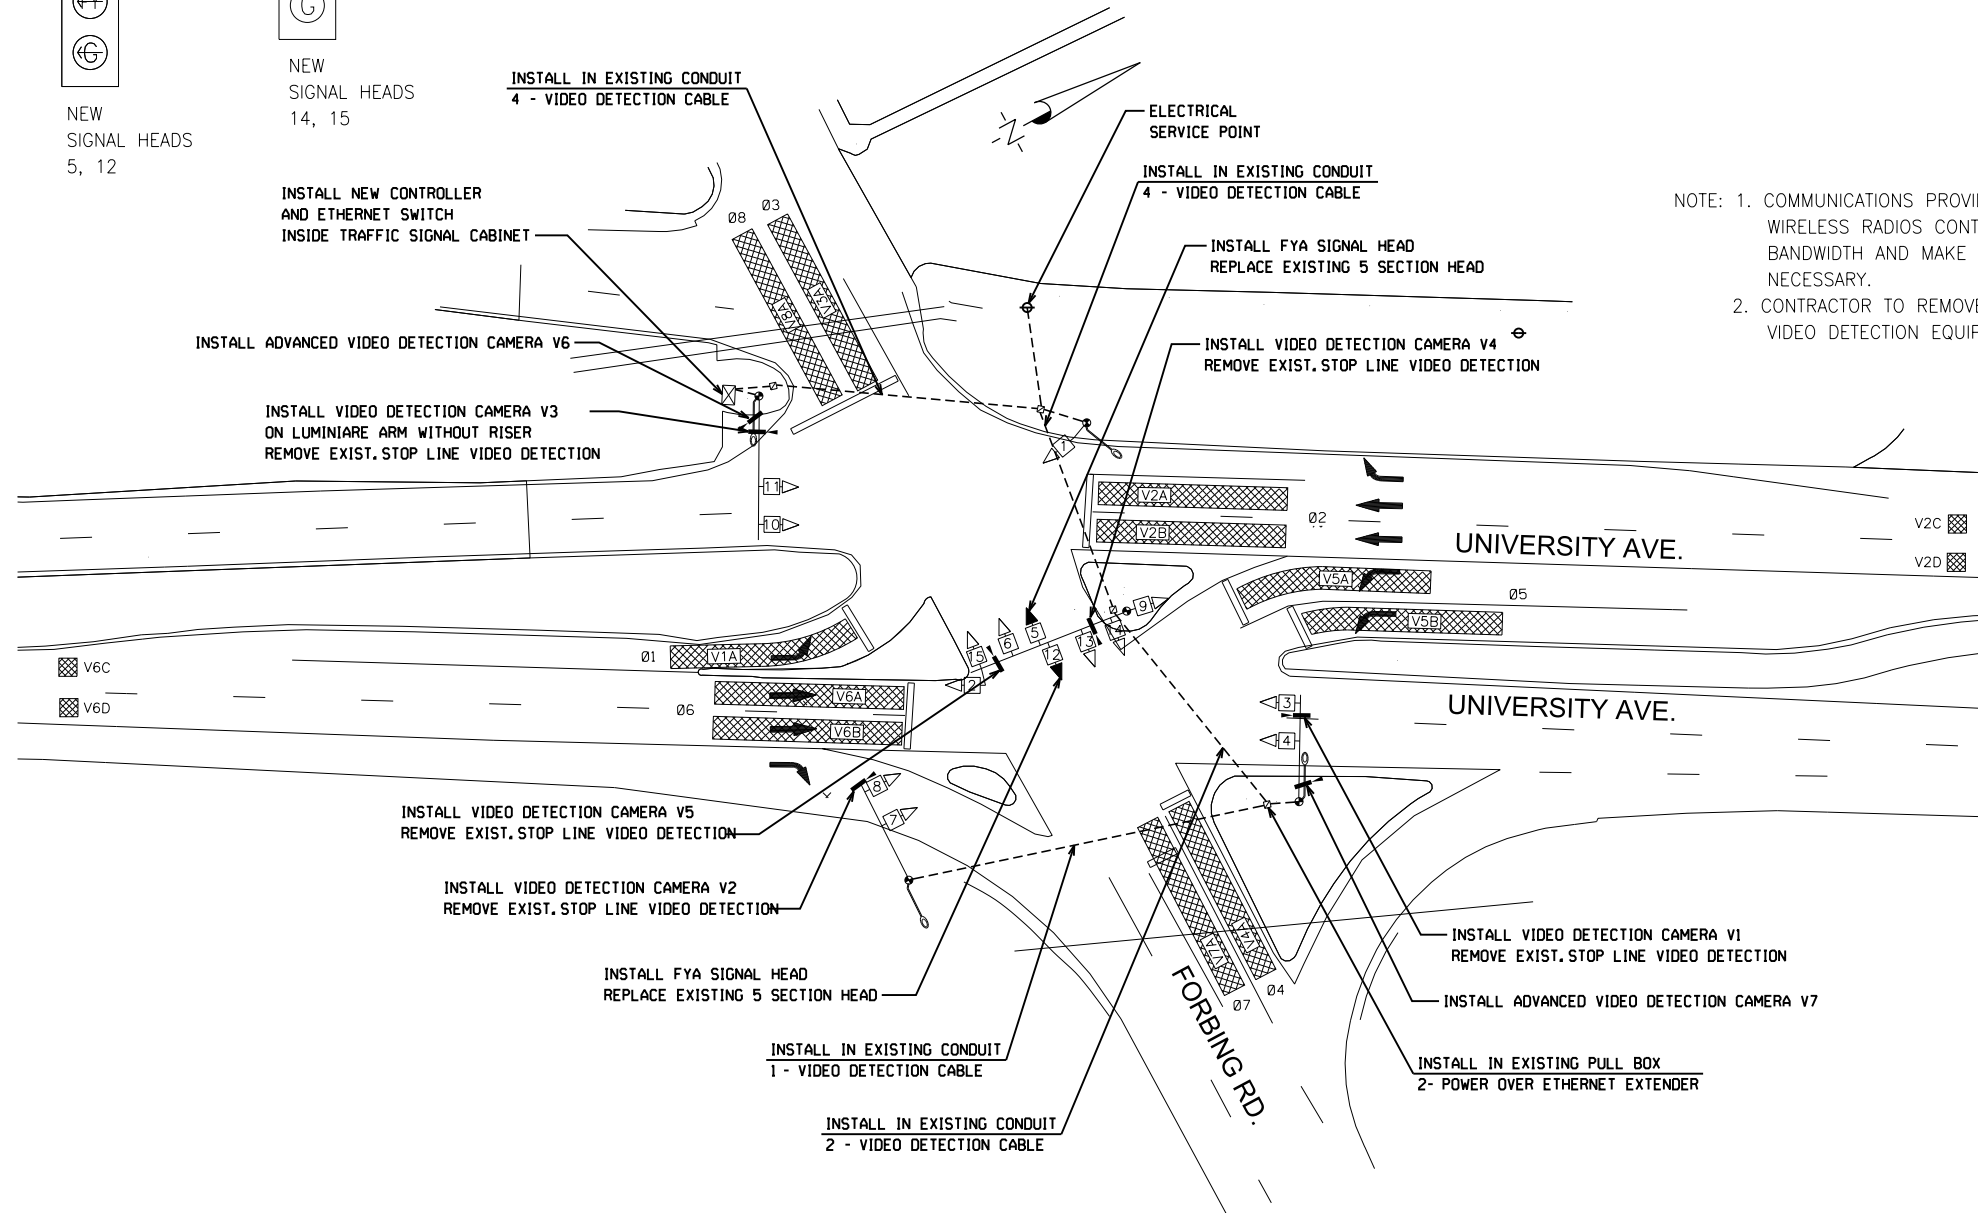 G
G
NEW
SIGNAL HEADS
5, 12
NEW
SIGNAL HEADS
14, 15
INSTALL IN EXISTING CONDUIT
4 - VIDEO DETECTION CABLE
N
ELECTRICAL
SERVICE POINT
INSTALL IN EXISTING CONDUIT
4 - VIDEO DETECTION CABLE
INSTALL NEW CONTROLLER
AND ETHERNET SWITCH
INSIDE TRAFFIC SIGNAL CABINET
Ø8
Ø3
V8A
V3A
NOTE: 1. COMMUNICATIONS PROVI
WIRELESS RADIOS CONT
BANDWIDTH AND MAKE
NECESSARY.
2. CONTRACTOR TO REMOVE
VIDEO DETECTION EQUIP
INSTALL FYA SIGNAL HEAD
REPLACE EXISTING 5 SECTION HEAD
INSTALL ADVANCED VIDEO DETECTION CAMERA V6
INSTALL VIDEO DETECTION CAMERA V4
REMOVE EXIST. STOP LINE VIDEO DETECTION
INSTALL VIDEO DETECTION CAMERA V3
ON LUMINIARE ARM WITHOUT RISER
REMOVE EXIST. STOP LINE VIDEO DETECTION
1
11
10
V2A
V2B
Ø2
UNIVERSITY AVE.
V2C
V2D
V5A
Ø5
V5B
9
5
6
15
12
13
14
2
Ø1
V1A
V6C
V6D
V6A
Ø6
V6B
3
4
UNIVERSITY AVE.
8
7
INSTALL VIDEO DETECTION CAMERA V5
REMOVE EXIST. STOP LINE VIDEO DETECTION
INSTALL VIDEO DETECTION CAMERA V2
REMOVE EXIST. STOP LINE VIDEO DETECTION
V7A
V4A
Ø7
Ø4
FORBING RD.
INSTALL VIDEO DETECTION CAMERA V1
REMOVE EXIST. STOP LINE VIDEO DETECTION
INSTALL FYA SIGNAL HEAD
REPLACE EXISTING 5 SECTION HEAD
INSTALL ADVANCED VIDEO DETECTION CAMERA V7
INSTALL IN EXISTING CONDUIT
1 - VIDEO DETECTION CABLE
INSTALL IN EXISTING PULL BOX
2- POWER OVER ETHERNET EXTENDER
INSTALL IN EXISTING CONDUIT
2 - VIDEO DETECTION CABLE